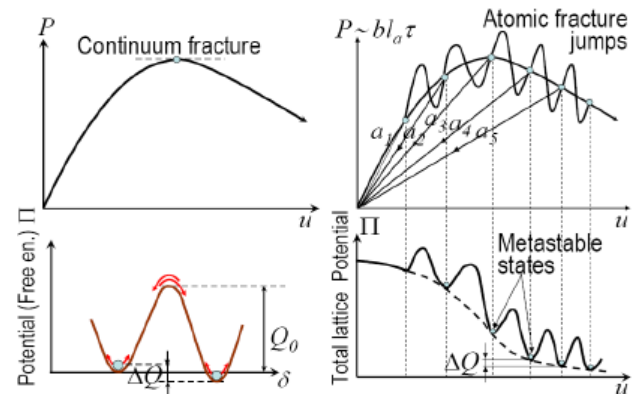 P
Continuum fracture
u
P~bl_aτ
Atomic fracture
jumps
a₁
a₂
a₃
a₄
a₅
u
Potential (Free en.) Π
Q₀
ΔQ
δ
Total lattice Potential
Π
Metastable
states
ΔQ
u